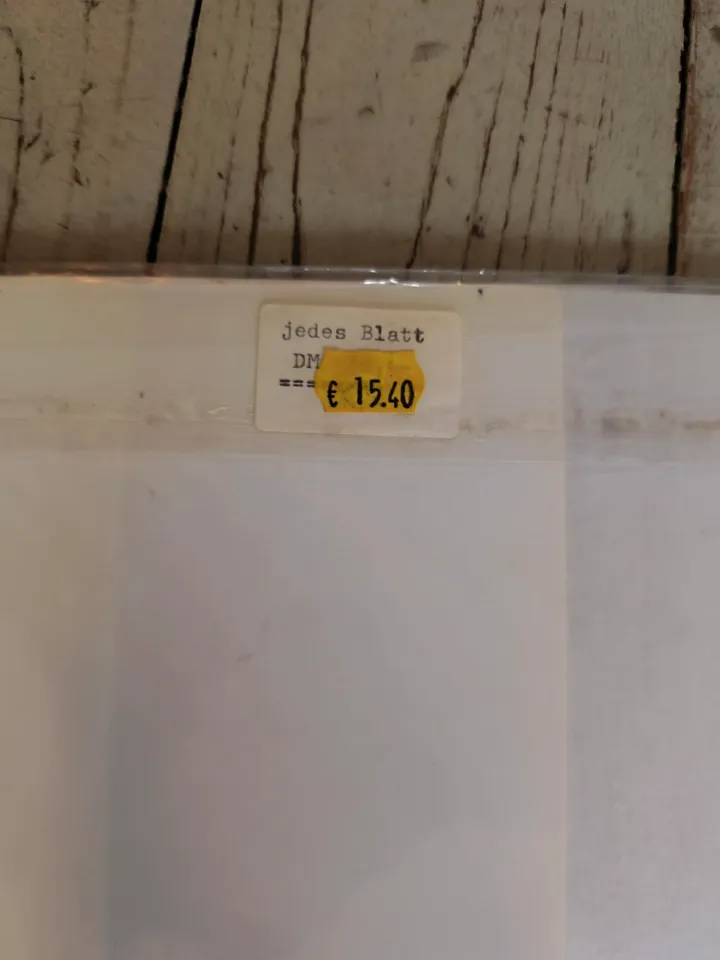 jedes Blatt
DM
===
€ 15.40